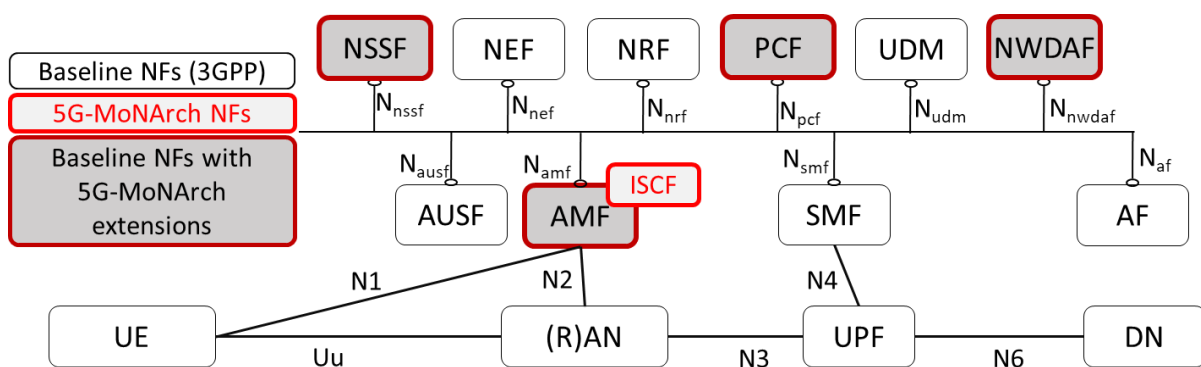 NSSF
NEF
NRF
PCF
UDM
NWDAF
Baseline NFs (3GPP)
5G-MoNArch NFs
Baseline NFs with
5G-MoNArch
extensions
Nnssf
Nnef
Nnrf
Npcf
Nudm
Nnwdaf
Nausf
Namf
Nsmf
Naf
ISCF
AUSF
AMF
SMF
AF
N1
N2
N4
UE
(R)AN
UPF
DN
Uu
N3
N6